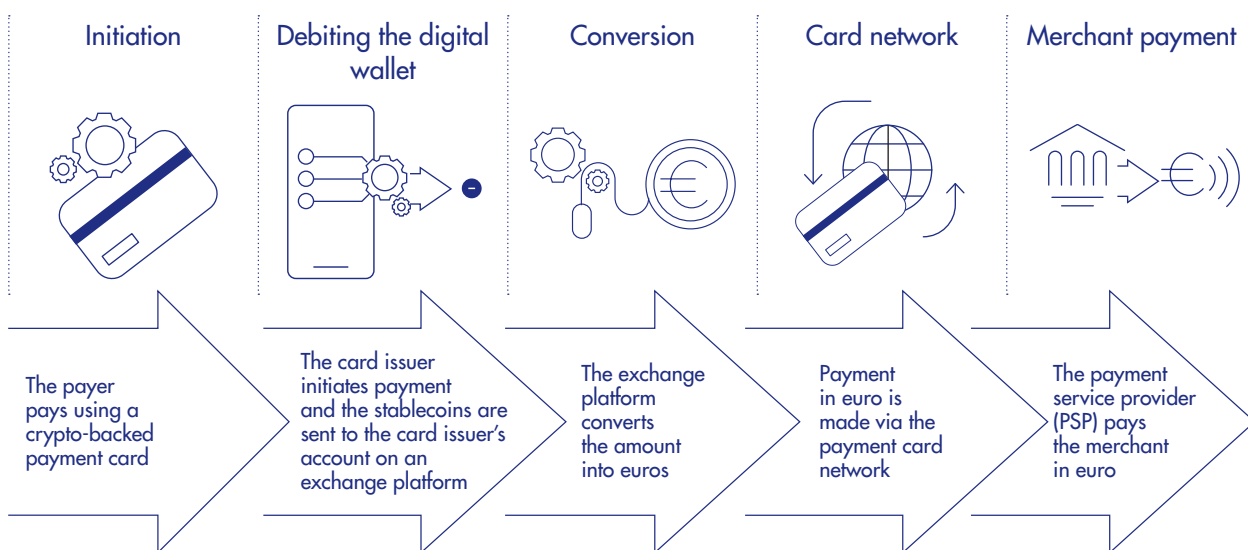 Initiation
Debiting the digital
wallet
Conversion
Card network
Merchant payment
The payer
pays using a
crypto-backed
payment card
The card issuer
initiates payment
and the stablecoins are
sent to the card issuer's
account on an
exchange platform
The exchange
platform
converts
the amount
into euros
Payment
in euro is
made via the
payment card
network
The payment
service provider
(PSP) pays
the merchant
in euro